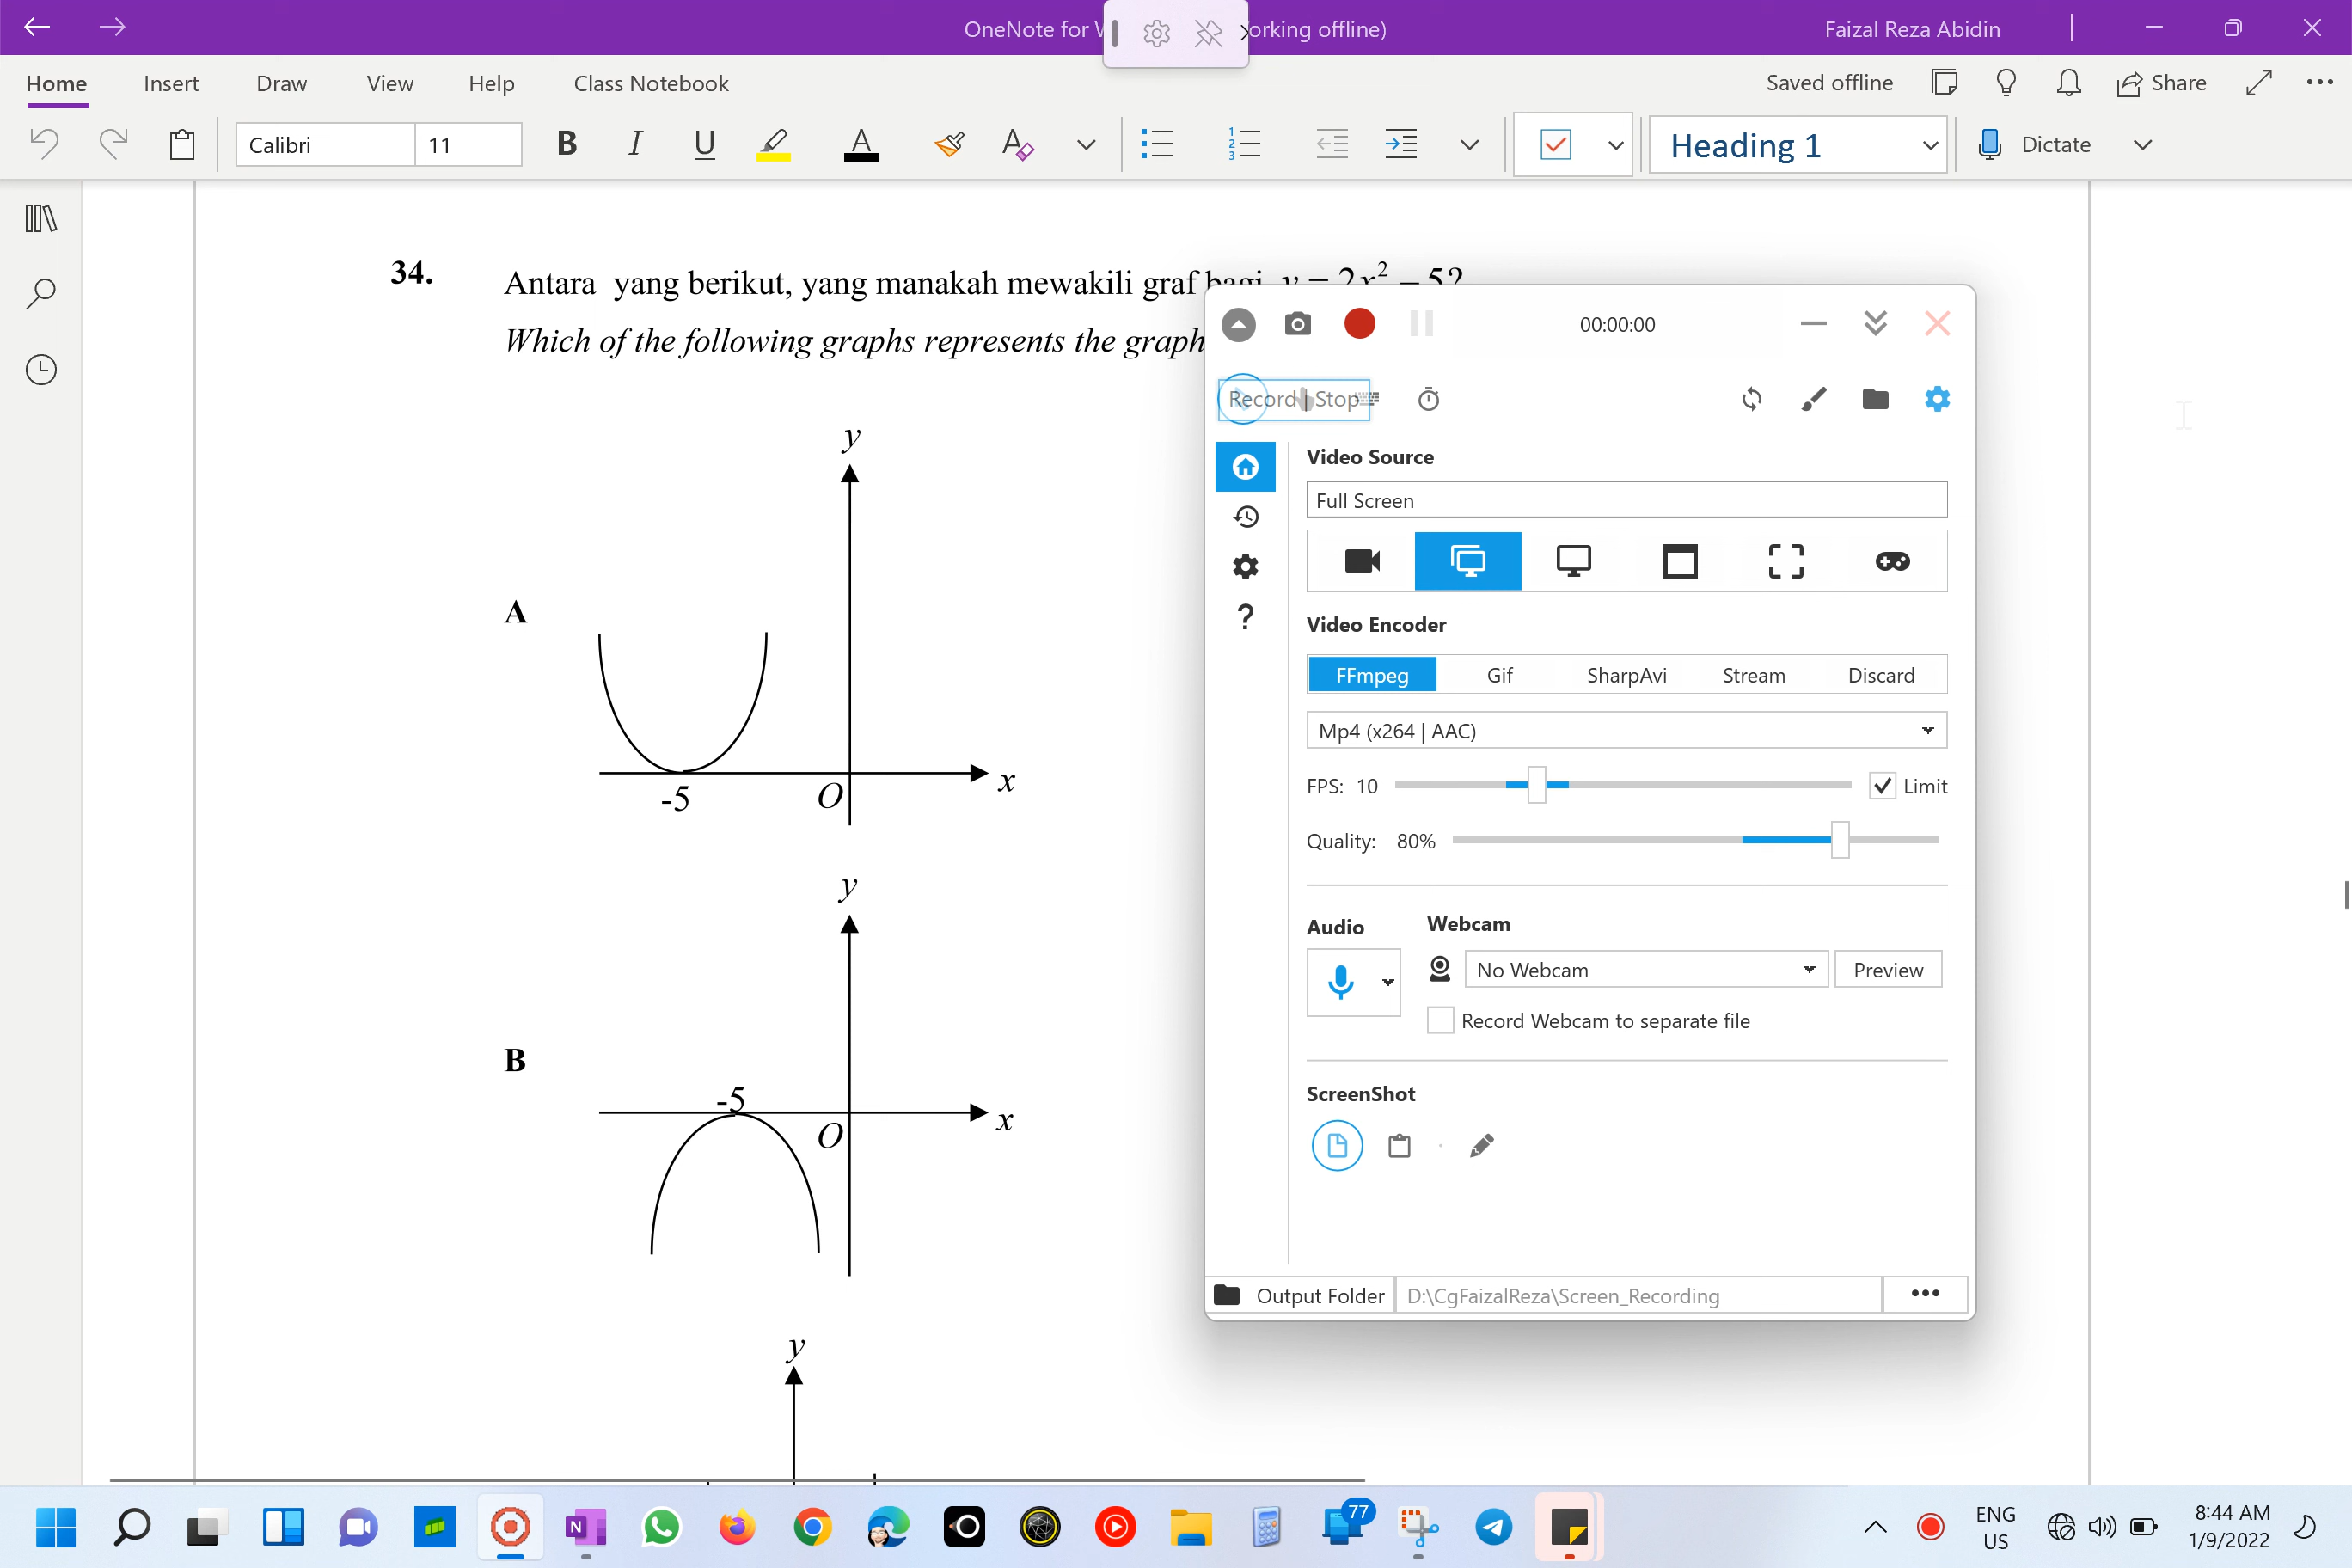 OneNote for W
orking offline)
Faizal Reza Abidin
Home Insert Draw View Help Class Notebook
Saved offline Share
Calibri 11 B I U A A
Heading 1 Dictate
34. Antara yang berikut, yang manakah mewakili graf bagi y = 2x² − 5?
Which of the following graphs represents the graph
y
A
-5 O x
y
B
-5
O x
y
00:00:00
Record | Stop
Video Source
Full Screen
?
Video Encoder
FFmpeg Gif SharpAvi Stream Discard
Mp4 (x264 | AAC)
FPS: 10 Limit
Quality: 80%
Audio Webcam
No Webcam Preview
Record Webcam to separate file
ScreenShot
Output Folder D:\CgFaizalReza\Screen_Recording
77
ENG
US
8:44 AM
1/9/2022